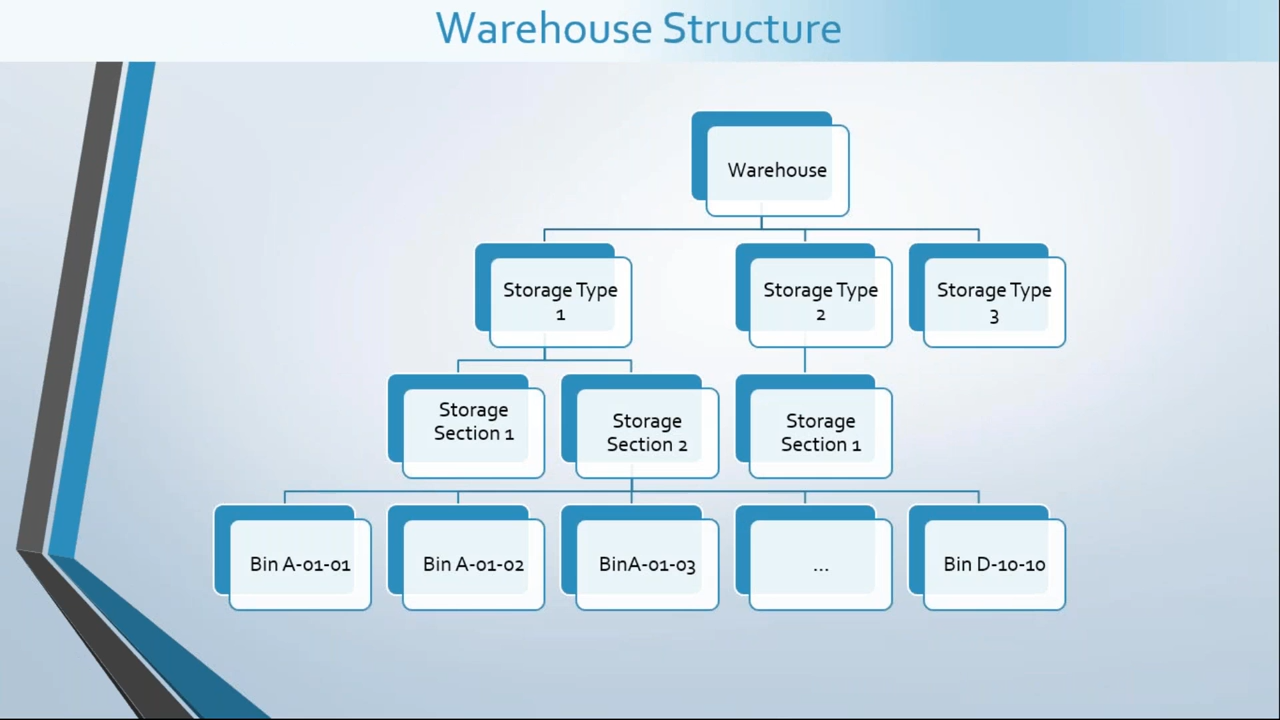 Warehouse Structure
Warehouse
Storage Type
1
Storage Type
2
Storage Type
3
Storage
Section 1
Storage
Section 2
Storage
Section 1
Bin A-01-01
Bin A-01-02
BinA-01-03
...
Bin D-10-10